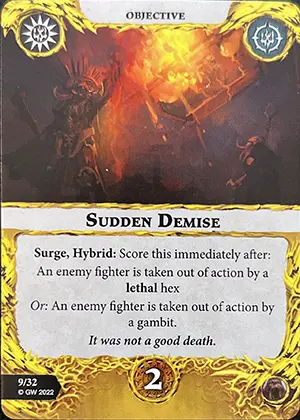 OBJECTIVE
SUDDEN DEMISE
Surge, Hybrid: Score this immediately after:
An enemy fighter is taken out of action by a
lethal hex
Or: An enemy fighter is taken out of action by
a gambit.
It was not a good death.
9/32
© GW 2022
2